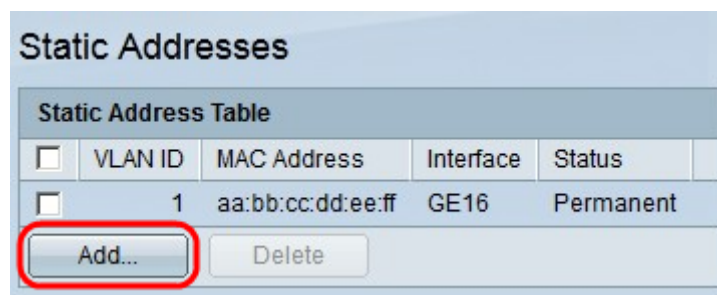 Static Addresses
Static Address Table
VLAN ID MAC Address Interface Status
1 aa:bb:cc:dd:ee:ff GE16 Permanent
Add... Delete